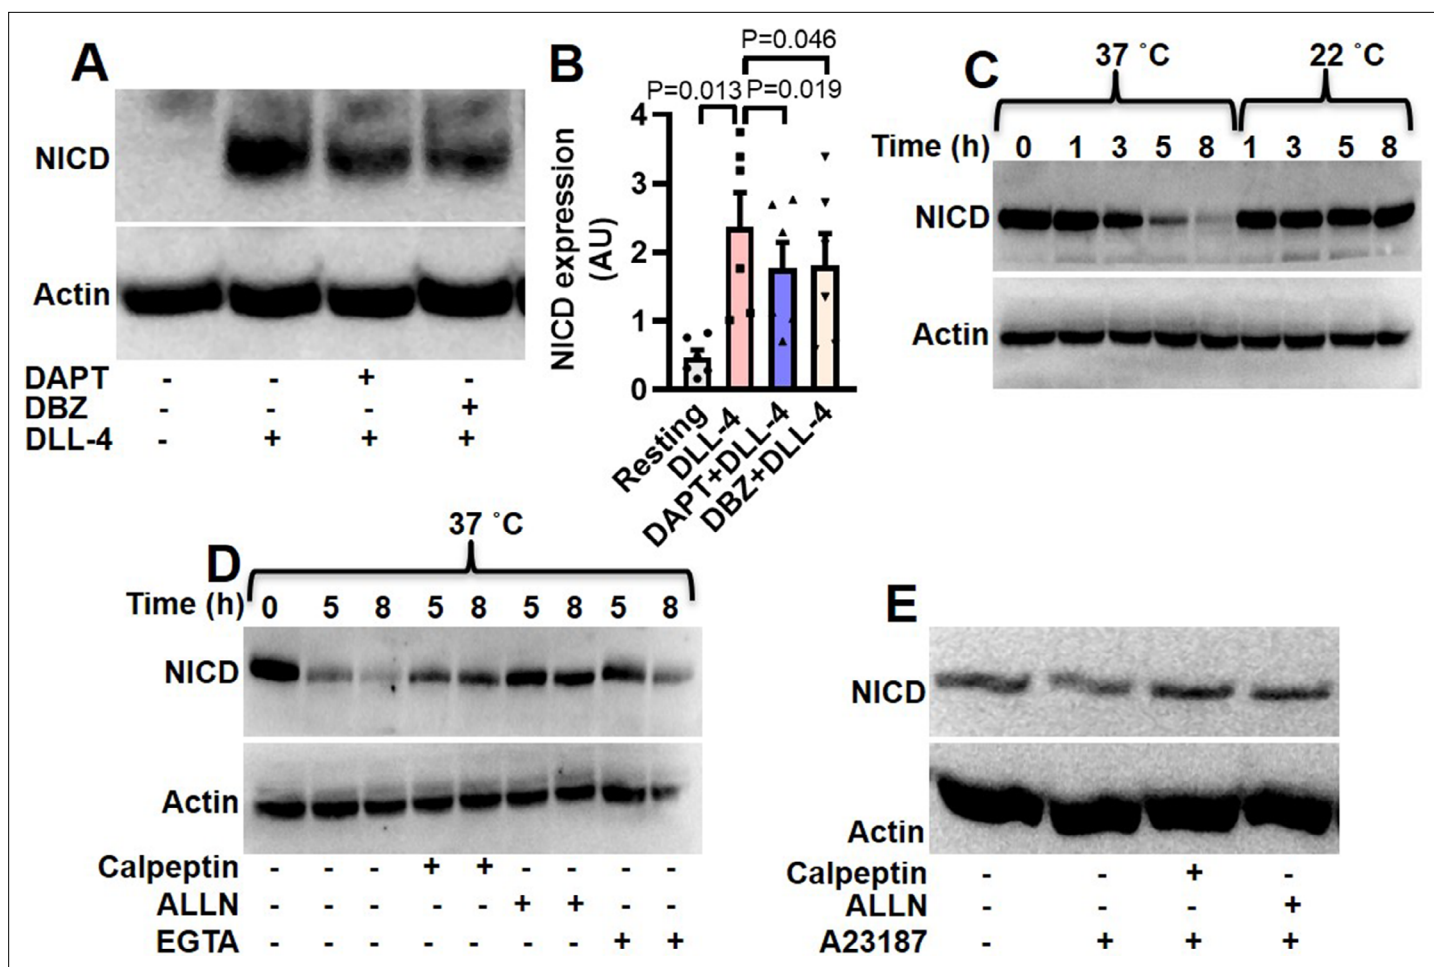 A
NICD
Actin
DAPT - - + -
DBZ - - - +
DLL-4 - + + +
B
P=0.046
P=0.013
P=0.019
NICD expression
(AU)
4
3
2
1
0
Resting
DLL-4
DAPT+DLL-4
DBZ+DLL-4
C
37 °C 22 °C
Time (h) 0 1 3 5 8 1 3 5 8
NICD
Actin
D
37 °C
Time (h) 0 5 8 5 8 5 8 5 8
NICD
Actin
Calpeptin - - - + + - - - -
ALLN - - - - - + + - -
EGTA - - - - - - - + +
E
NICD
Actin
Calpeptin - - + -
ALLN - - - +
A23187 - + + +